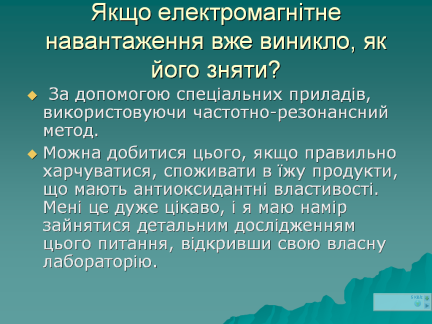 Якщо електромагнітне
навантаження вже виникло, як
його зняти?
За допомогою спеціальних приладів,
використовуючи частотно-резонансний
метод.
Можна добитися цього, якщо правильно
харчуватися, споживати в їжу продукти,
що мають антиоксидантні властивості.
Мені це дуже цікаво, і я маю намір
зайнятися детальним дослідженням
цього питання, відкривши свою власну
лабораторію.